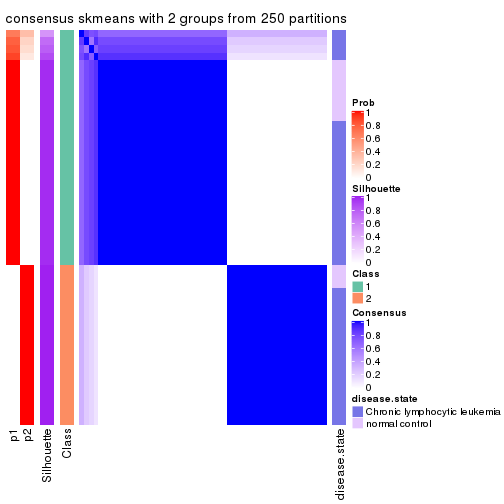 consensus skmeans with 2 groups from 250 partitions
Prob
1
0.8
0.6
0.4
0.2
0
Silhouette
1
0.8
0.6
0.4
0.2
0
Class
1
2
Consensus
1
0.8
0.6
0.4
0.2
0
disease.state
Chronic lymphocytic leukemia
normal control
p1
p2
Silhouette
Class
disease.state